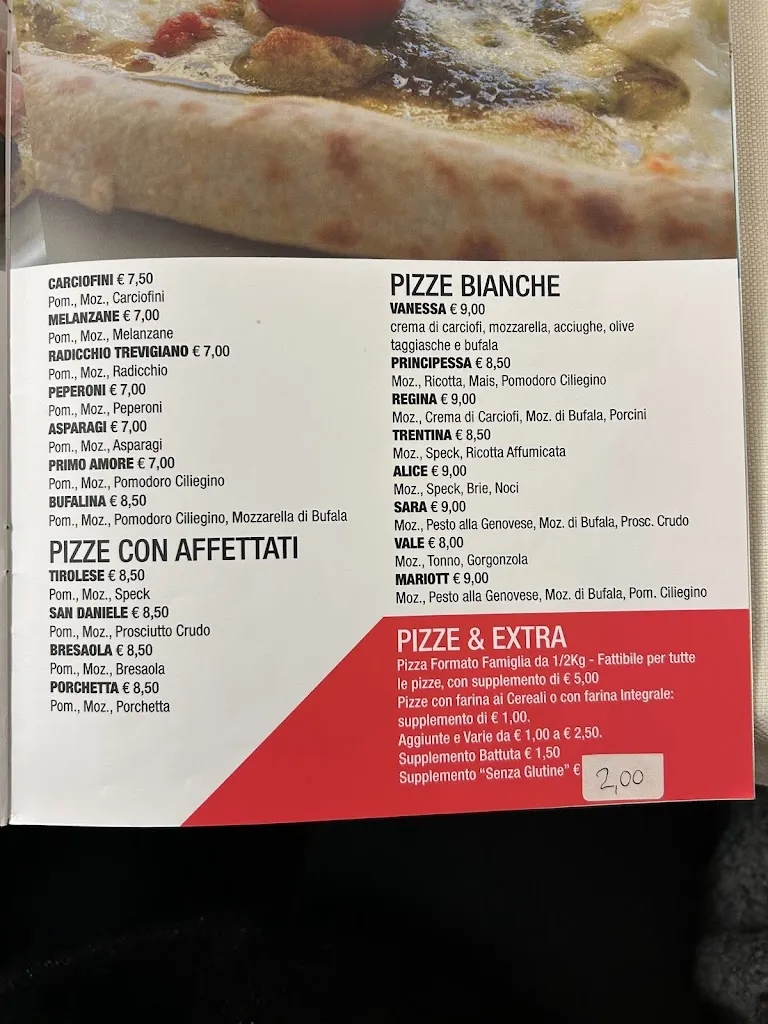 CARCIOFINI € 7,50
Pom., Moz., Carciofini
MELANZANE € 7,00
Pom., Moz., Melanzane
RADICCHIO TREVIGIANO € 7,00
Pom., Moz., Radicchio
PEPERONI € 7,00
Pom., Moz., Peperoni
ASPARAGI € 7,00
Pom., Moz., Asparagi
PRIMO AMORE € 7,00
Pom., Moz., Pomodoro Ciliegino
BUFALINA € 8,50
Pom., Moz., Pomodoro Ciliegino, Mozzarella di Bufala
PIZZE CON AFFETTATI
TIROLESE € 8,50
Pom., Moz., Speck
SAN DANIELE € 8,50
Pom., Moz., Prosciutto Crudo
BRESAOLA € 8,50
Pom., Moz., Bresaola
PORCHETTA € 8,50
Pom., Moz., Porchetta
PIZZE BIANCHE
VANESSA € 9,00
crema di carciofi, mozzarella, acciughe, olive
taggiasche e bufala
PRINCIPESSA € 8,50
Moz., Ricotta, Mais, Pomodoro Ciliegino
REGINA € 9,00
Moz., Crema di Carciofi, Moz. di Bufala, Porcini
TRENTINA € 8,50
Moz., Speck, Ricotta Affumicata
ALICE € 9,00
Moz., Speck, Brie, Noci
SARA € 9,00
Moz., Pesto alla Genovese, Moz. di Bufala, Prosc. Crudo
VALE € 8,00
Moz., Tonno, Gorgonzola
MARIOTT € 9,00
Moz., Pesto alla Genovese, Moz. di Bufala, Pom. Ciliegino
PIZZE & EXTRA
Pizza Formato Famiglia da 1/2Kg - Fattibile per tutte
le pizze, con supplemento di € 5,00
Pizze con farina ai Cereali o con farina Integrale:
supplemento di € 1,00.
Aggiunte e Varie da € 1,00 a € 2,50.
Supplemento Battuta € 1,50
Supplemento “Senza Glutine” € 2,00